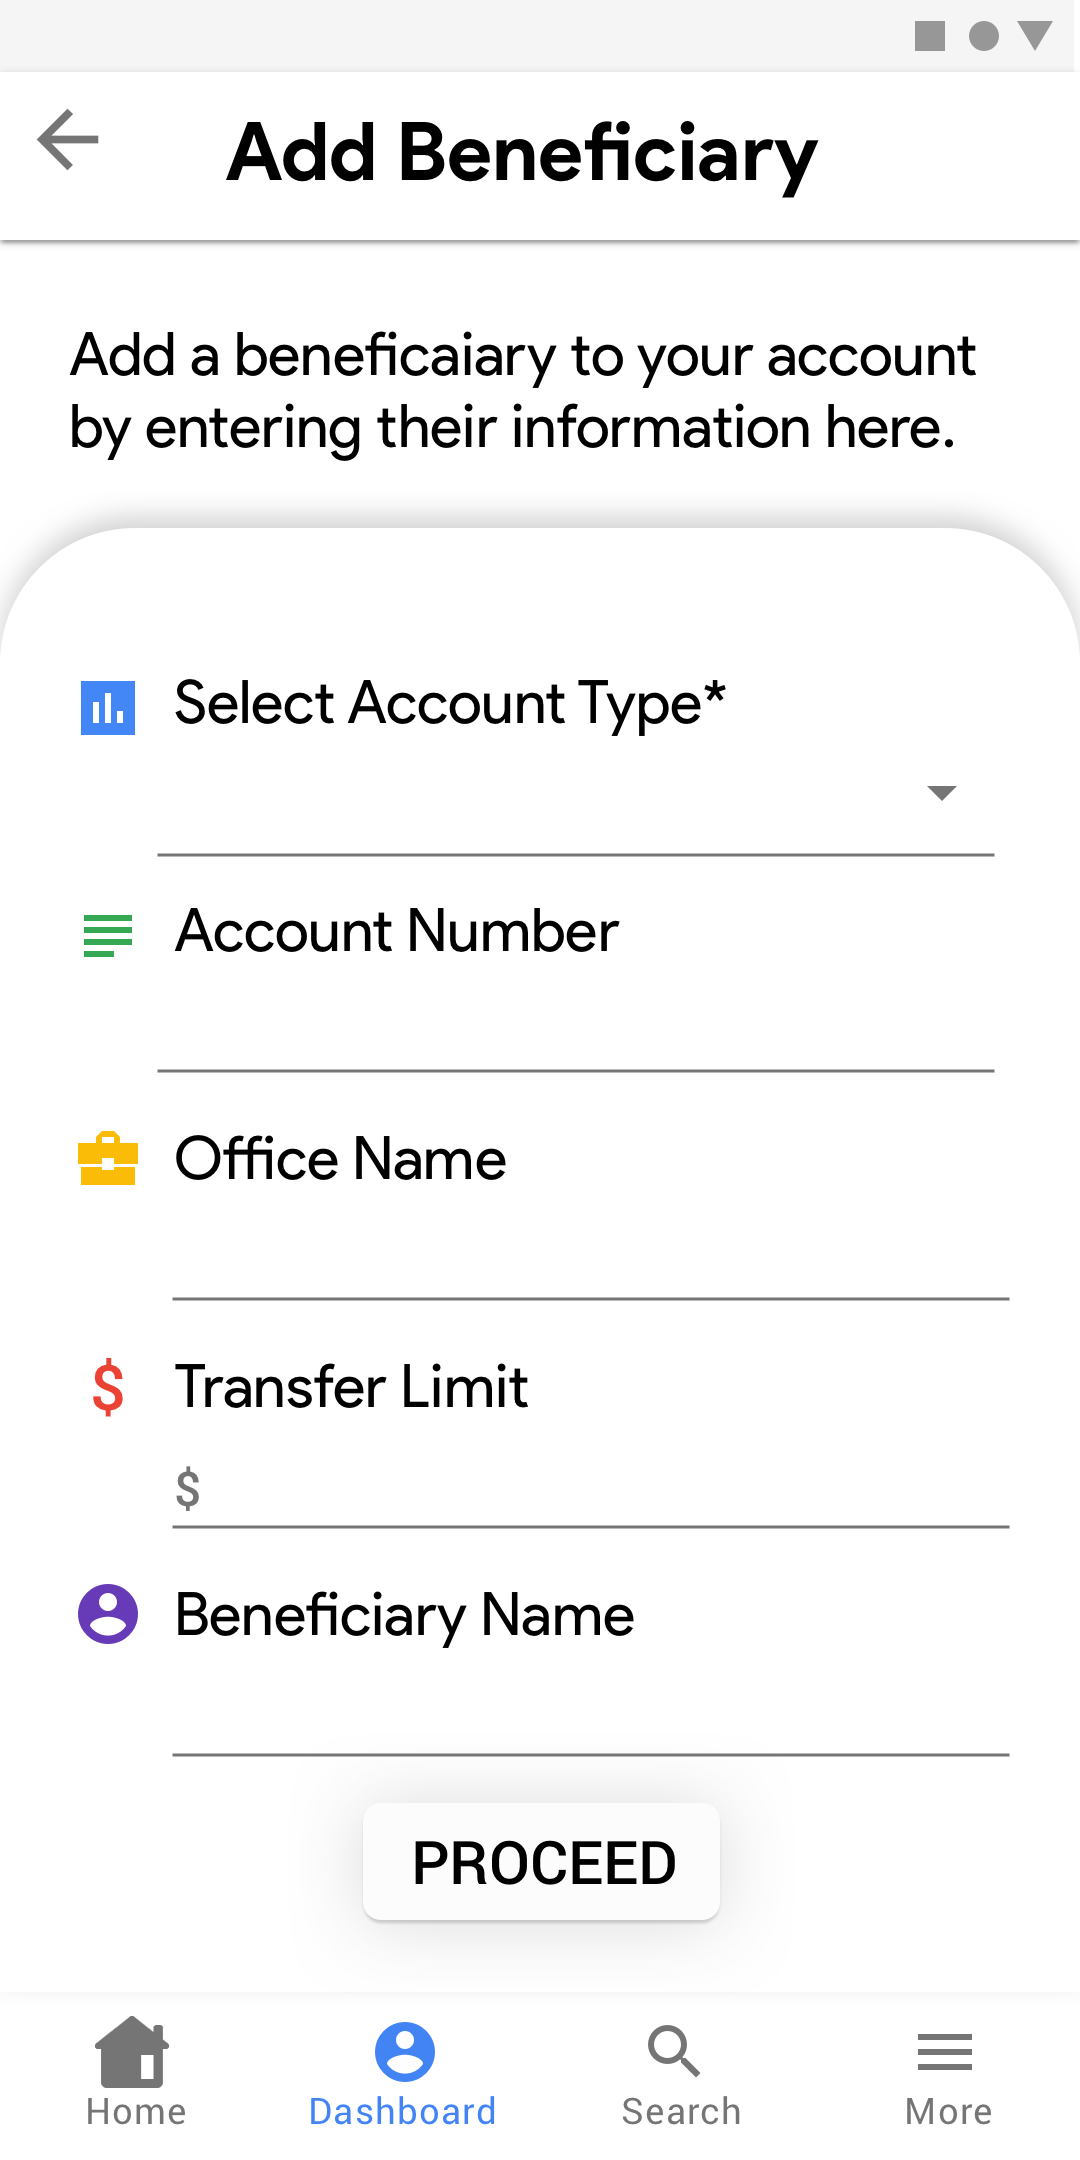 Add Beneficiary
Add a beneficaiary to your account
by entering their information here.
Select Account Type*
Account Number
Office Name
Transfer Limit
$
Beneficiary Name
PROCEED
Home Dashboard Search More